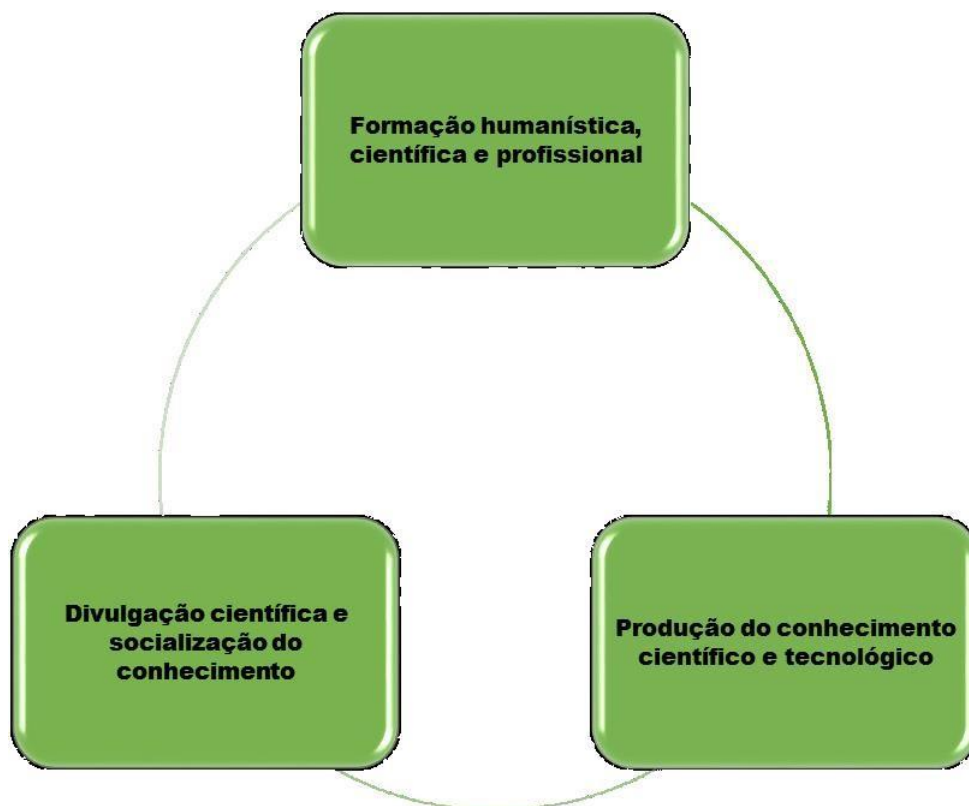 Formação humanística,
científica e profissional
Divulgação científica e
socialização do
conhecimento
Produção do conhecimento
científico e tecnológico